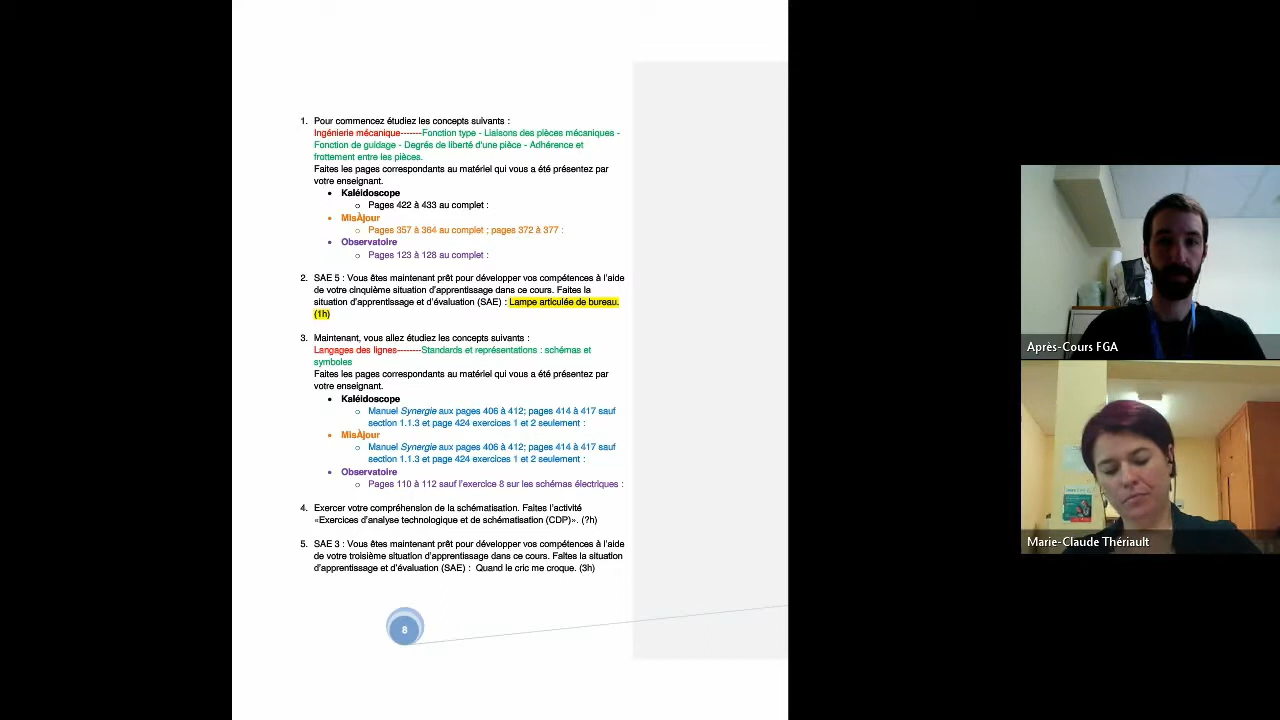 1. Pour commencez étudiez les concepts suivants :
Ingénierie mécanique-------Fonction type - Liaisons des pièces mécaniques -
Fonction de guidage - Degrés de liberté d'une pièce - Adhérence et
frottement entre les pièces.
Faites les pages correspondants au matériel qui vous a été présentez par
votre enseignant.
• Kaléidoscope
o Pages 422 à 433 au complet :
• MisÀjour
o Pages 357 à 364 au complet ; pages 372 à 377 :
• Observatoire
o Pages 123 à 128 au complet :
2. SAE 5 : Vous êtes maintenant prêt pour développer vos compétences à l'aide
de votre cinquième situation d'apprentissage dans ce cours. Faites la
situation d'apprentissage et d'évaluation (SAE) : Lampe articulée de bureau.
(1h)
3. Maintenant, vous allez étudiez les concepts suivants :
Langages des lignes--------Standards et représentations : schémas et
symboles
Faites les pages correspondants au matériel qui vous a été présentez par
votre enseignant.
• Kaléidoscope
o Manuel Synergie aux pages 406 à 412; pages 414 à 417 sauf
section 1.1.3 et page 424 exercices 1 et 2 seulement :
• MisÀjour
o Manuel Synergie aux pages 406 à 412; pages 414 à 417 sauf
section 1.1.3 et page 424 exercices 1 et 2 seulement :
• Observatoire
o Pages 110 à 112 sauf l'exercice 8 sur les schémas électriques :
4. Exercer votre compréhension de la schématisation. Faites l'activité
«Exercices d'analyse technologique et de schématisation (CDP)». (?h)
5. SAE 3 : Vous êtes maintenant prêt pour développer vos compétences à l'aide
de votre troisième situation d'apprentissage dans ce cours. Faites la situation
d'apprentissage et d'évaluation (SAE) : Quand le cric me croque. (3h)
8
Après-Cours FGA
Marie-Claude Thériault